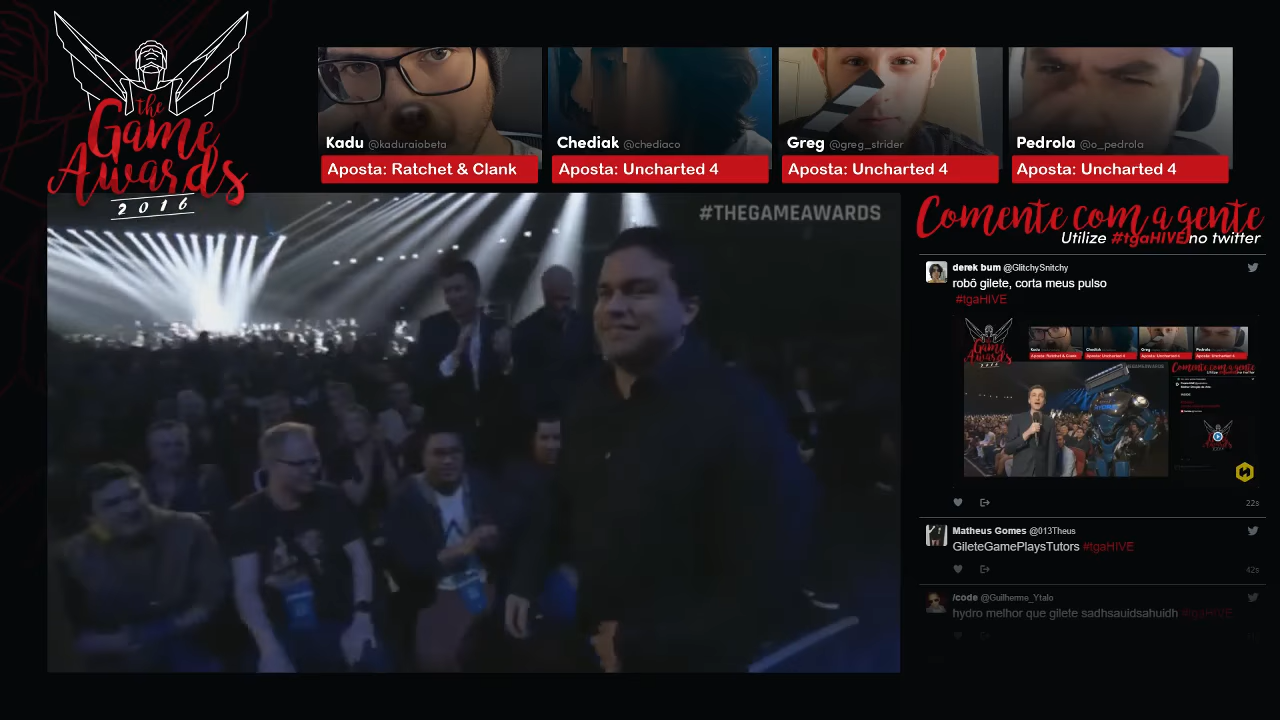 the
Game
Awards
2016
Kadu @kaduraiobeta
Aposta: Ratchet & Clank
Chediak @chediaco
Aposta: Uncharted 4
Greg @greg_strider
Aposta: Uncharted 4
Pedrola @o_pedrola
Aposta: Uncharted 4
#THEGAMEAWARDS
Comente com a gente
Utilize #tgaHIVE no twitter
derek bum @GlitchySnitchy
robô gilete, corta meus pulso
#tgaHIVE
22s
Matheus Gomes @013Theus
GileteGamePlaysTutors #tgaHIVE
42s
/code @Guilherme_Ytalo
hydro melhor que gilete sadhsauidsahuidh #tgaHIVE